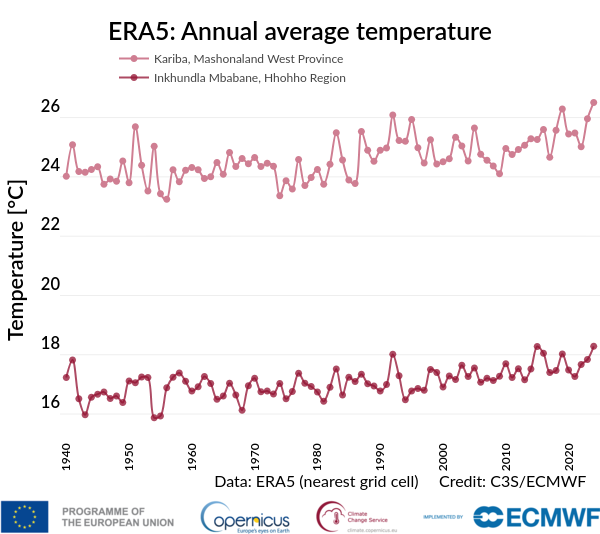 ERA5: Annual average temperature
Kariba, Mashonaland West Province
Inkhundla Mbabane, Hhohho Region
Temperature [°C]
26
24
22
20
18
16
1940
1950
1960
1970
1980
1990
2000
2010
2020
Data: ERA5 (nearest grid cell) Credit: C3S/ECMWF
PROGRAMME OF
THE EUROPEAN UNION
opernicus
Europe's eyes on Earth
Climate
Change Service
climate.copernicus.eu
IMPLEMENTED BY
ECMWF